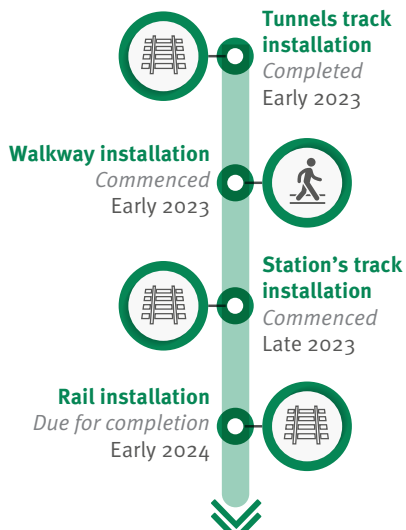 Tunnels track
installation
Completed
Early 2023
Walkway installation
Commenced
Early 2023
Station’s track
installation
Commenced
Late 2023
Rail installation
Due for completion
Early 2024